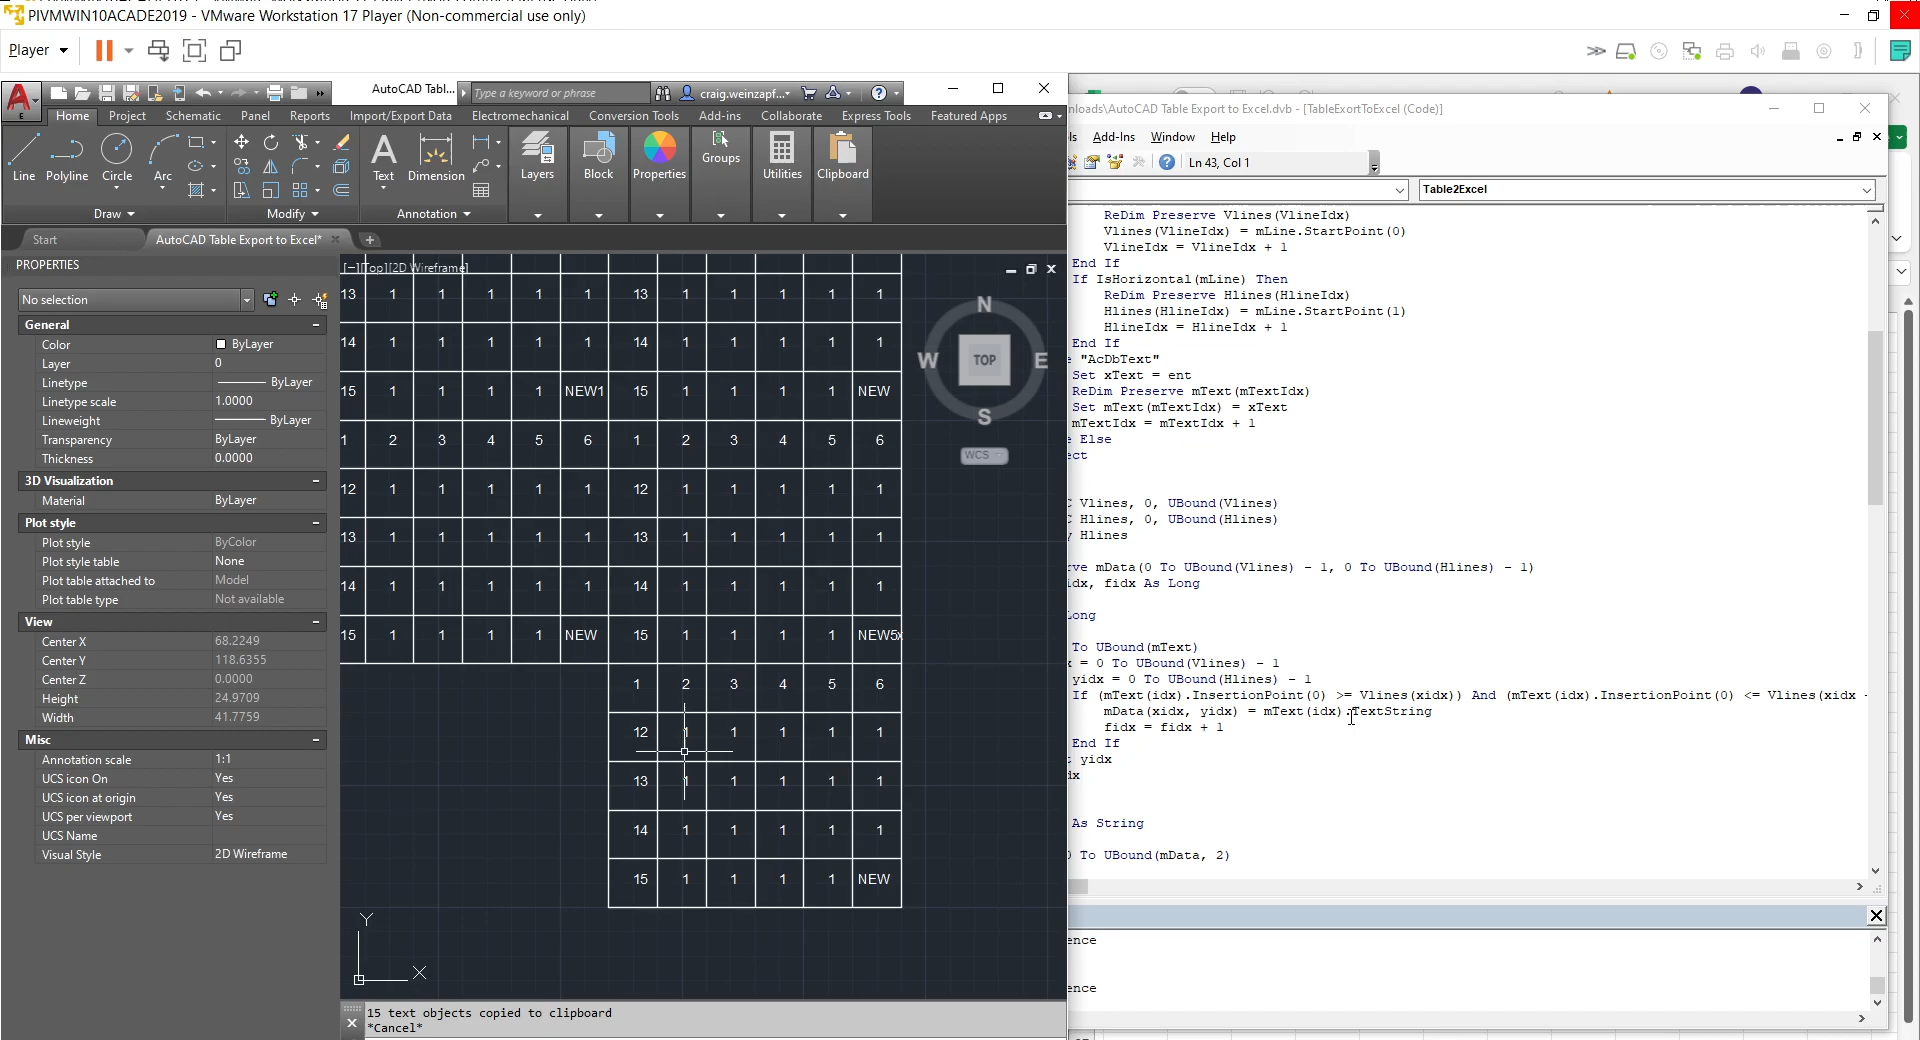 PIVMWIN10ACADE2019 - VMware Workstation 17 Player (Non-commercial use only)
Player
AutoCAD Tabl...
Type a keyword or phrase
craig.weinzapf...
Home Project Schematic Panel Reports Import/Export Data Electromechanical Conversion Tools Add-ins Collaborate Express Tools Featured Apps
Line Polyline Circle Arc
Text Dimension
Layers Block Properties Groups Utilities Clipboard
Draw Modify Annotation
Start AutoCAD Table Export to Excel*
PROPERTIES
No selection
General
Color ByLayer
Layer 0
Linetype ByLayer
Linetype scale 1.0000
Lineweight ByLayer
Transparency ByLayer
Thickness 0.0000
3D Visualization
Material ByLayer
Plot style
Plot style ByColor
Plot style table None
Plot table attached to Model
Plot table type Not available
View
Center X 68.2249
Center Y 118.6355
Center Z 0.0000
Height 24.9709
Width 41.7759
Misc
Annotation scale 1:1
UCS icon On Yes
UCS icon at origin Yes
UCS per viewport Yes
UCS Name
Visual Style 2D Wireframe
[−][Top][2D Wireframe]
13 1 1 1 1 1 13 1 1 1 1 1
14 1 1 1 1 1 14 1 1 1 1 1
15 1 1 1 1 NEW1 15 1 1 1 1 NEW
1 2 3 4 5 6 1 2 3 4 5 6
12 1 1 1 1 1 12 1 1 1 1 1
13 1 1 1 1 1 13 1 1 1 1 1
14 1 1 1 1 1 14 1 1 1 1 1
15 1 1 1 1 NEW 15 1 1 1 1 NEW5x
1 2 3 4 5 6
12 1 1 1 1 1
13 1 1 1 1 1
14 1 1 1 1 1
15 1 1 1 1 NEW
N
W TOP E
S
WCS
Y
X
15 text objects copied to clipboard
*Cancel*
nloads\AutoCAD Table Export to Excel.dvb - [TableExortToExcel (Code)]
ls Add-Ins Window Help
Ln 43, Col 1
Table2Excel
ReDim Preserve Vlines(VlineIdx)
Vlines(VlineIdx) = mLine.StartPoint(0)
VlineIdx = VlineIdx + 1
End If
If IsHorizontal(mLine) Then
ReDim Preserve Hlines(HlineIdx)
Hlines(HlineIdx) = mLine.StartPoint(1)
HlineIdx = HlineIdx + 1
End If
"AcDbText"
Set xText = ent
ReDim Preserve mText(mTextIdx)
Set mText(mTextIdx) = xText
mTextIdx = mTextIdx + 1
Else
ect
Vlines, 0, UBound(Vlines)
Hlines, 0, UBound(Hlines)
Hlines
ve mData(0 To UBound(Vlines) - 1, 0 To UBound(Hlines) - 1)
idx, fidx As Long
Long
To UBound(mText)
= 0 To UBound(Vlines) - 1
yidx = 0 To UBound(Hlines) - 1
If (mText(idx).InsertionPoint(0) >= Vlines(xidx)) And (mText(idx).InsertionPoint(0) <= Vlines(xidx
mData(xidx, yidx) = mText(idx).TextString
fidx = fidx + 1
End If
yidx
dx
As String
To UBound(mData, 2)
ence
ence